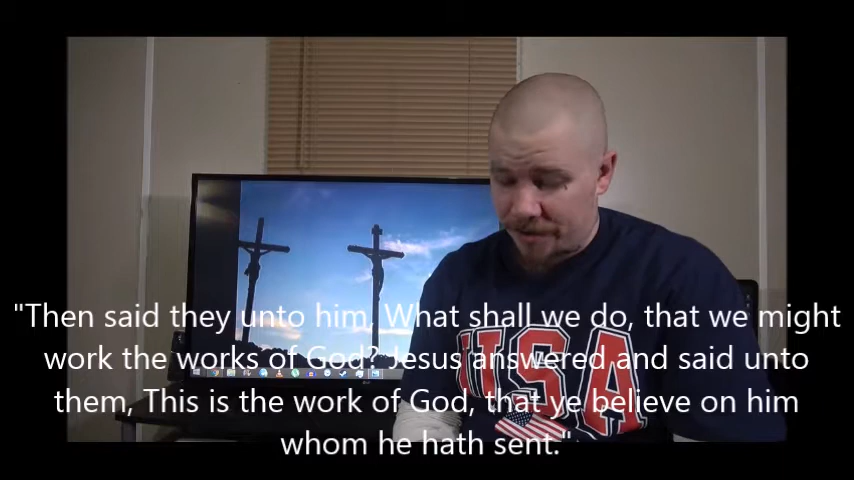 "Then said they unto him, What shall we do, that we might
work the works of God? Jesus answered and said unto
them, This is the work of God, that ye believe on him
whom he hath sent."
USA